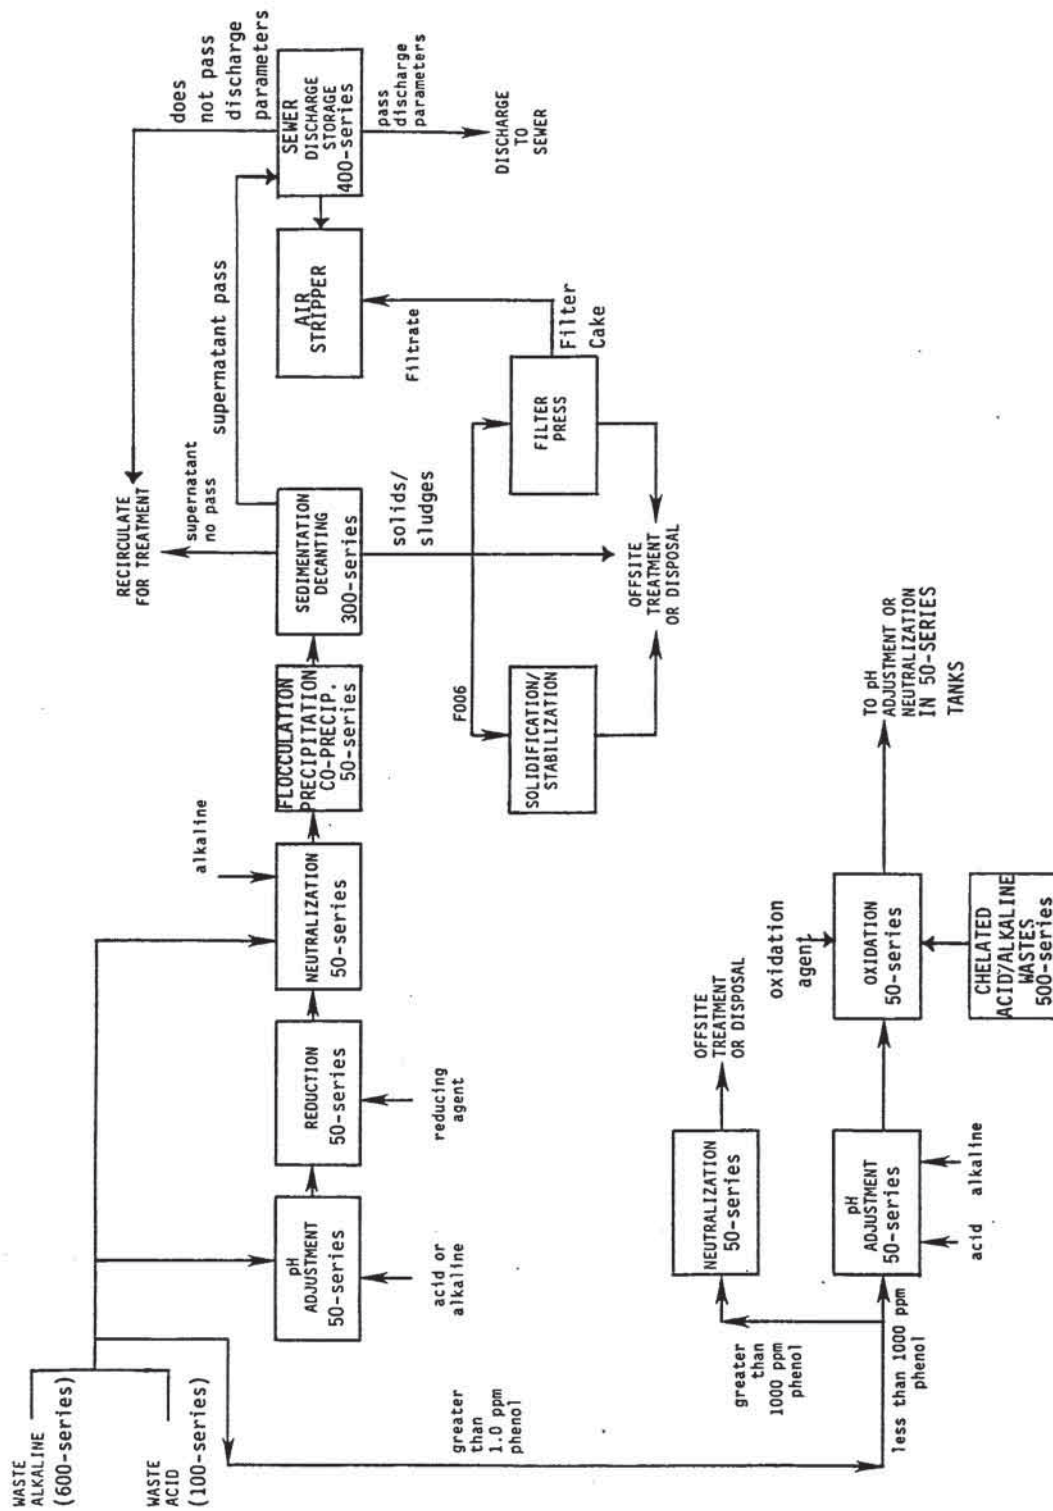 WASTE
ALKALINE
(600-series)
WASTE
ACID
(100-series)
pH
ADJUSTMENT
50-series
acid or
alkaline
REDUCTION
50-series
reducing
agent
NEUTRALIZATION
50-series
alkaline
FLOCCULATION
PRECIPITATION
CO-PRECIP.
50-series
SEDIMENTATION
DECANTING
300-series
supernatant
no pass
RECIRCULATE
FOR TREATMENT
supernatant pass
solids/
sludges
AIR
STRIPPER
SEWER
DISCHARGE
STORAGE
400-series
does
not pass
discharge
parameters
pass
discharge
parameters
DISCHARGE
TO
SEWER
Filtrate
Filter
Cake
FILTER
PRESS
F006
SOLIDIFICATION/
STABILIZATION
OFFSITE
TREATMENT
OR DISPOSAL
greater
than
1.0 ppm
phenol
greater
than
1000 ppm
phenol
NEUTRALIZATION
50-series
OFFSITE
TREATMENT
OR DISPOSAL
less than 1000 ppm
phenol
pH
ADJUSTMENT
50-series
acid
alkaline
oxidation
agent
OXIDATION
50-series
CHELATED
ACID/ALKALINE
WASTES
500-series
TO pH
ADJUSTMENT OR
NEUTRALIZATION
IN 50-SERIES
TANKS